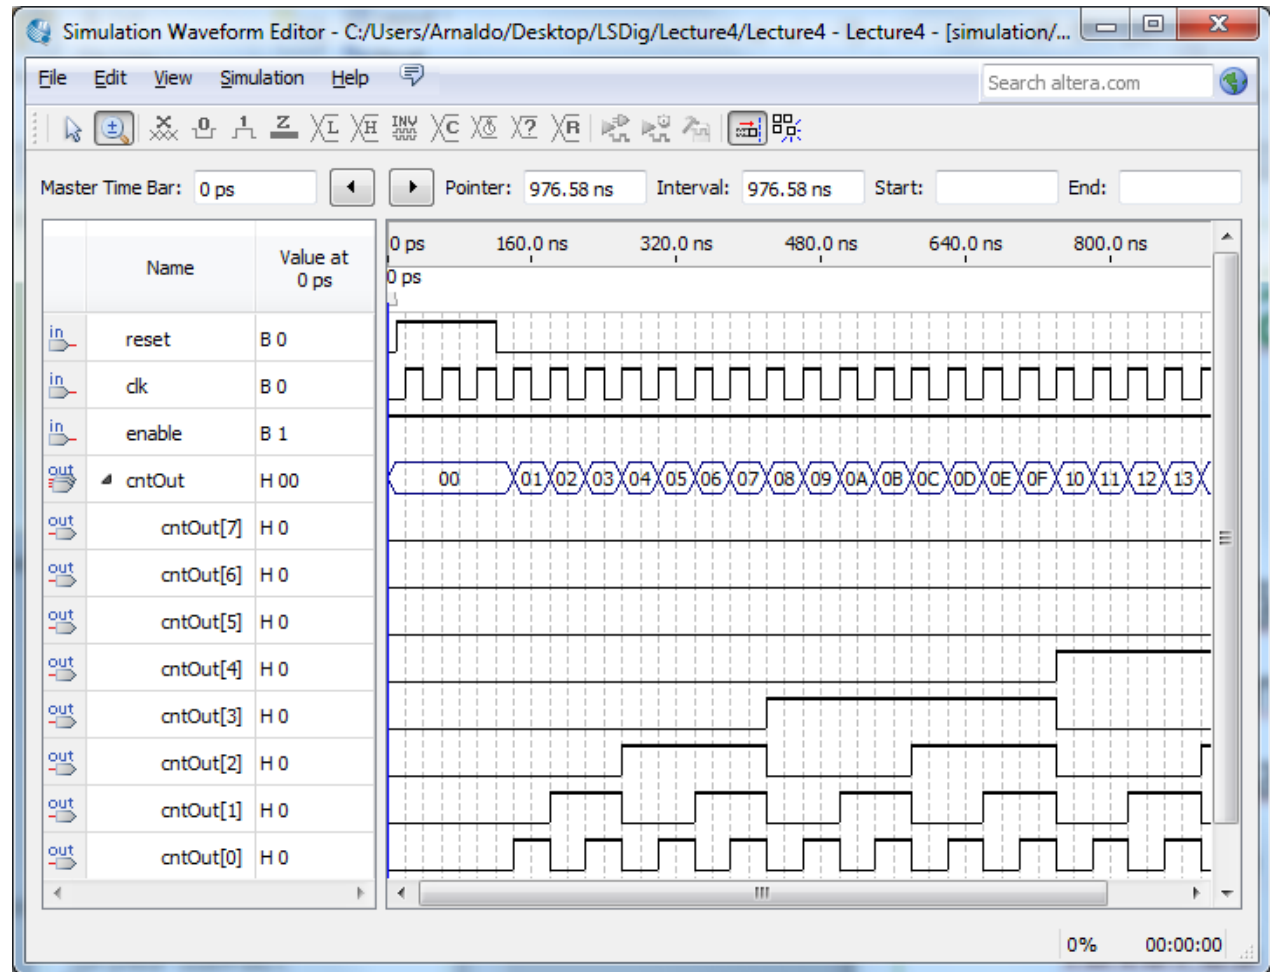 Simulation Waveform Editor - C:/Users/Arnaldo/Desktop/LSDig/Lecture4/Lecture4 - Lecture4 - [simulation/...
File Edit View Simulation Help
Search altera.com
Master Time Bar: 0 ps Pointer: 976.58 ns Interval: 976.58 ns Start: End:
Name
Value at
0 ps
0 ps 160.0 ns 320.0 ns 480.0 ns 640.0 ns 800.0 ns
0 ps
in reset B 0
in clk B 0
in enable B 1
out cntOut H 00 00 01 02 03 04 05 06 07 08 09 0A 0B 0C 0D 0E 0F 10 11 12 13
out cntOut[7] H 0
out cntOut[6] H 0
out cntOut[5] H 0
out cntOut[4] H 0
out cntOut[3] H 0
out cntOut[2] H 0
out cntOut[1] H 0
out cntOut[0] H 0
0% 00:00:00